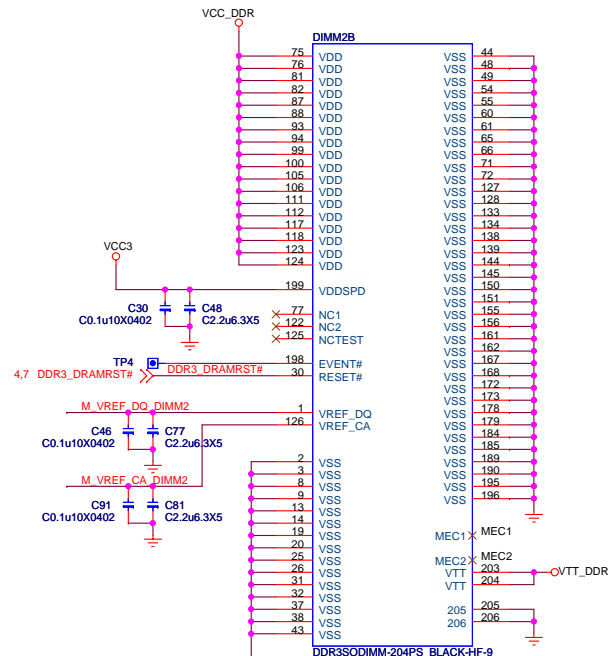 VCC_DDR
DIMM2B
75 VDD VSS 44
76 VDD VSS 48
81 VDD VSS 49
82 VDD VSS 54
87 VDD VSS 55
88 VDD VSS 60
93 VDD VSS 61
94 VDD VSS 65
99 VDD VSS 66
100 VDD VSS 71
105 VDD VSS 72
106 VDD VSS 127
111 VDD VSS 128
112 VDD VSS 133
117 VDD VSS 134
118 VDD VSS 138
123 VDD VSS 139
124 VDD VSS 144
VSS 145
VCC3
199 VDDSPD VSS 150
VSS 151
C30 C48 77 NC1 VSS 155
C0.1u10X0402 C2.2u6.3X5 122 NC2 VSS 156
125 NCTEST VSS 161
VSS 162
TP4 198 EVENT# VSS 167
4,7 DDR3_DRAMRST# DDR3_DRAMRST# 30 RESET# VSS 168
VSS 172
VSS 173
M_VREF_DQ_DIMM2 1 VREF_DQ VSS 178
126 VREF_CA VSS 179
C46 C77 VSS 184
C0.1u10X0402 C2.2u6.3X5 VSS 185
2 VSS VSS 189
3 VSS VSS 190
M_VREF_CA_DIMM2 8 VSS VSS 195
9 VSS VSS 196
C91 C81 13 VSS
C0.1u10X0402 C2.2u6.3X5 14 VSS
19 VSS MEC1 MEC1
20 VSS
25 VSS MEC2 MEC2
26 VSS VTT 203 VTT_DDR
31 VSS VTT 204
32 VSS
37 VSS 205 205
38 VSS 206 206
43 VSS
DDR3SODIMM-204PS_BLACK-HF-9